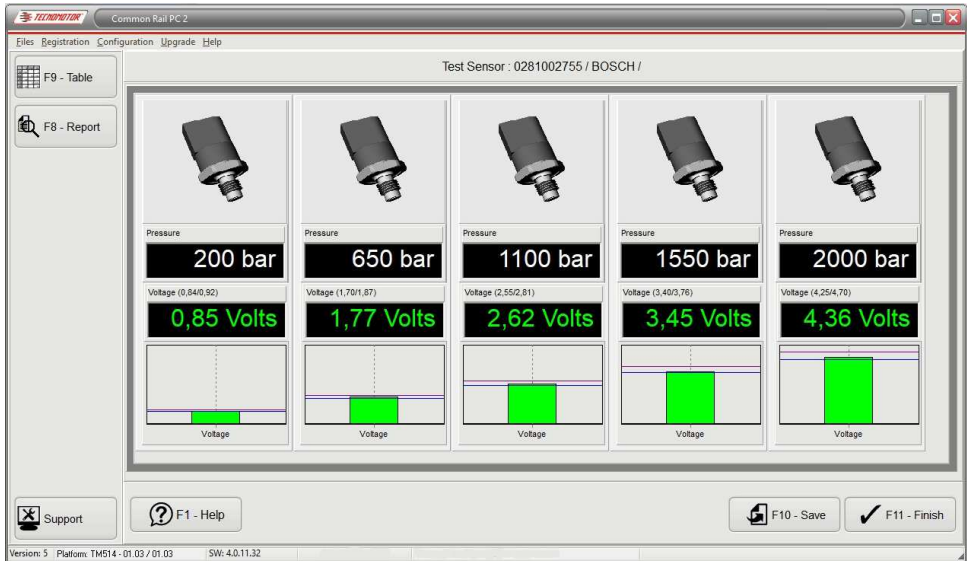 TECNOMOTOR
Common Rail PC 2
Files Registration Configuration Upgrade Help
F9 - Table
F8 - Report
Test Sensor : 0281002755 / BOSCH /
Pressure
200 bar
Voltage (0,84/0,92)
0,85 Volts
Voltage
Pressure
650 bar
Voltage (1,70/1,87)
1,77 Volts
Voltage
Pressure
1100 bar
Voltage (2,55/2,81)
2,62 Volts
Voltage
Pressure
1550 bar
Voltage (3,40/3,76)
3,45 Volts
Voltage
Pressure
2000 bar
Voltage (4,25/4,70)
4,36 Volts
Voltage
Support
F1 - Help
F10 - Save
F11 - Finish
Version: 5 Platform: TM514 - 01.03 / 01.03 SW: 4.0.11.32